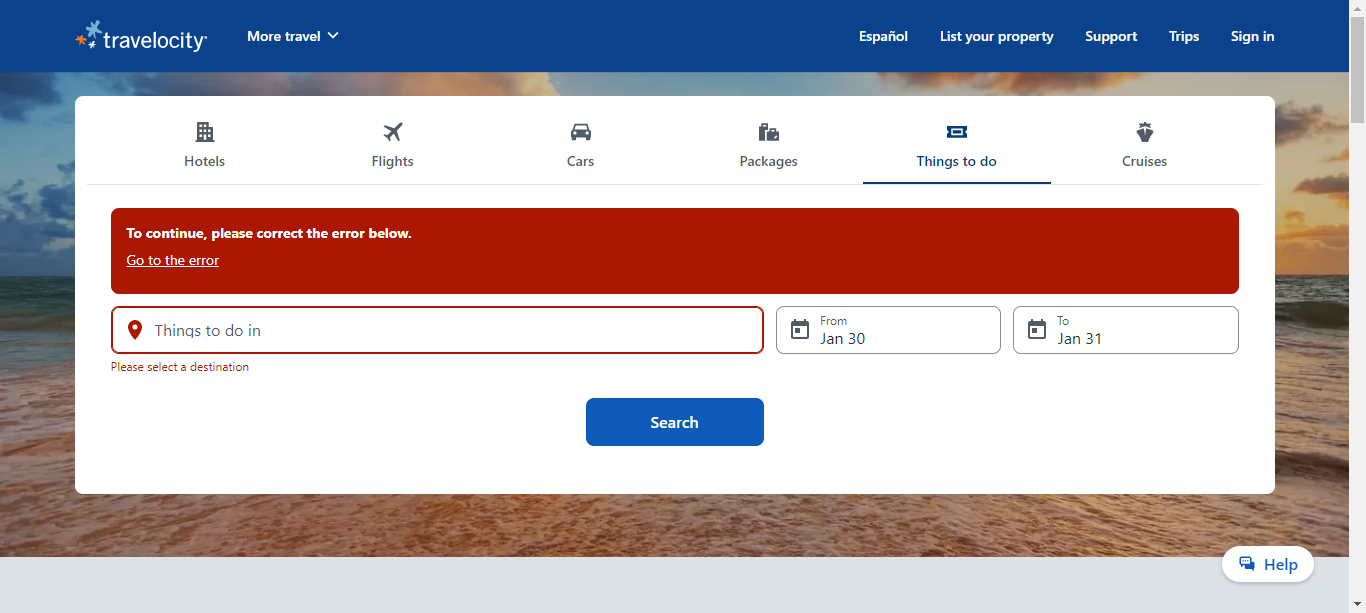 travelocity
More travel
Español
List your property
Support
Trips
Sign in
Hotels
Flights
Cars
Packages
Things to do
Cruises
To continue, please correct the error below.
Go to the error
Things to do in
From
Jan 30
To
Jan 31
Please select a destination
Search
Help